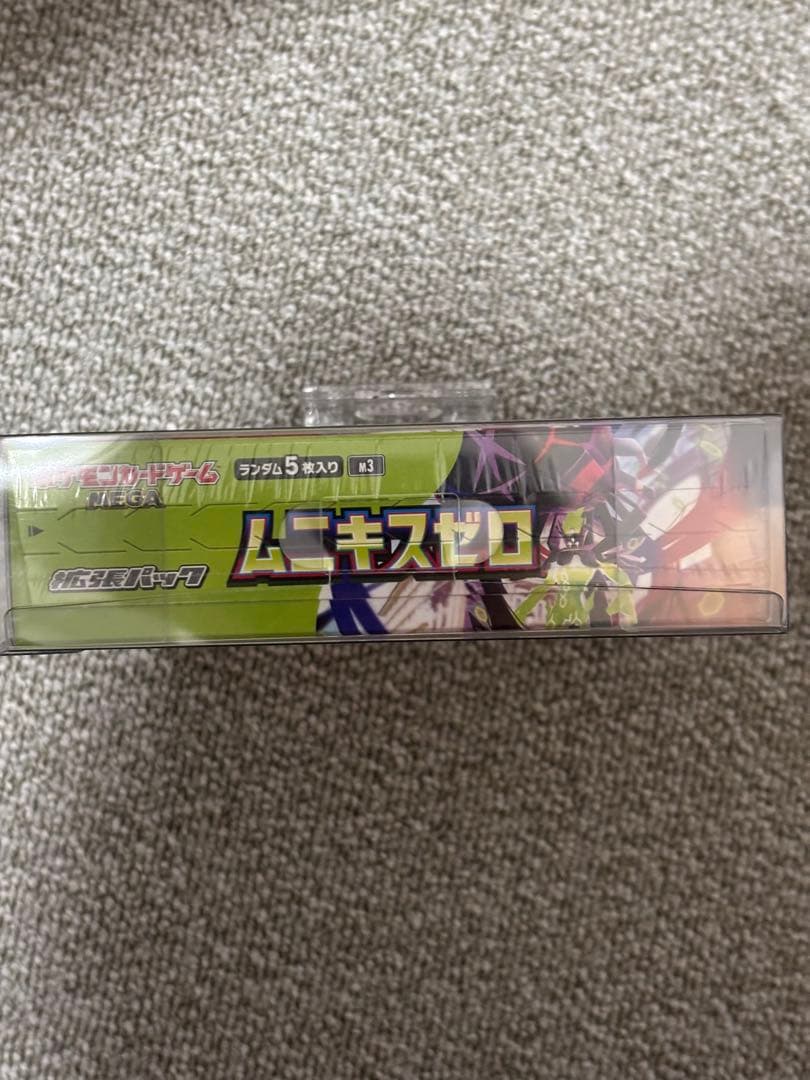 ポケモンカードゲーム
MEGA
ランダム5枚入り M3
ムニキスゼロ
拡張パック